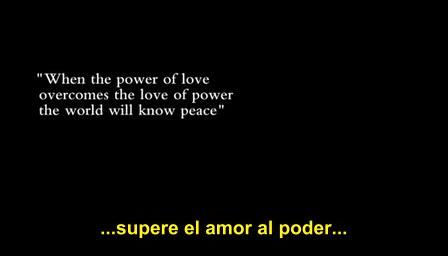 "When the power of love
overcomes the love of power
the world will know peace"
...supere el amor al poder...